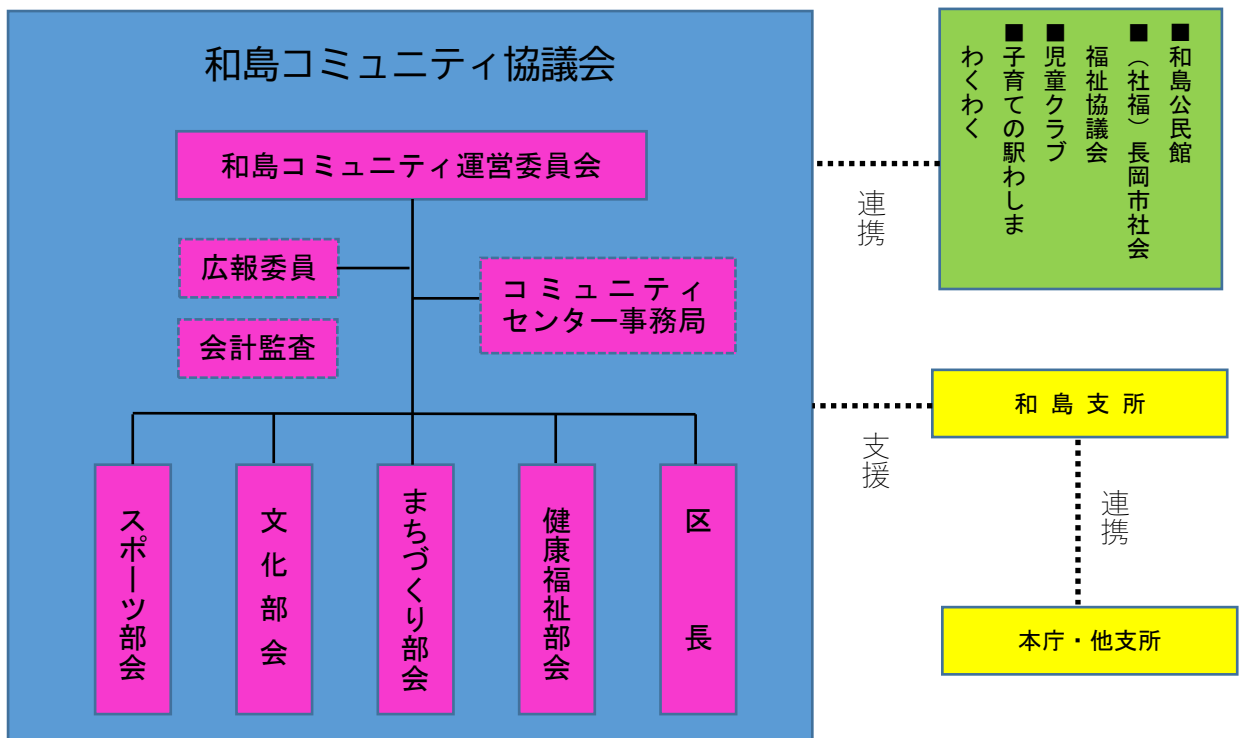 和島コミュニティ協議会
和島コミュニティ運営委員会
広報委員
会計監査
コミュニティ
センター事務局
スポーツ部会
文化部会
まちづくり部会
健康福祉部会
区長
■和島公民館
■（社福）長岡市社会
福祉協議会
■児童クラブ
■子育ての駅わしま
わくわく
連携
和島支所
支援
連携
本庁・他支所